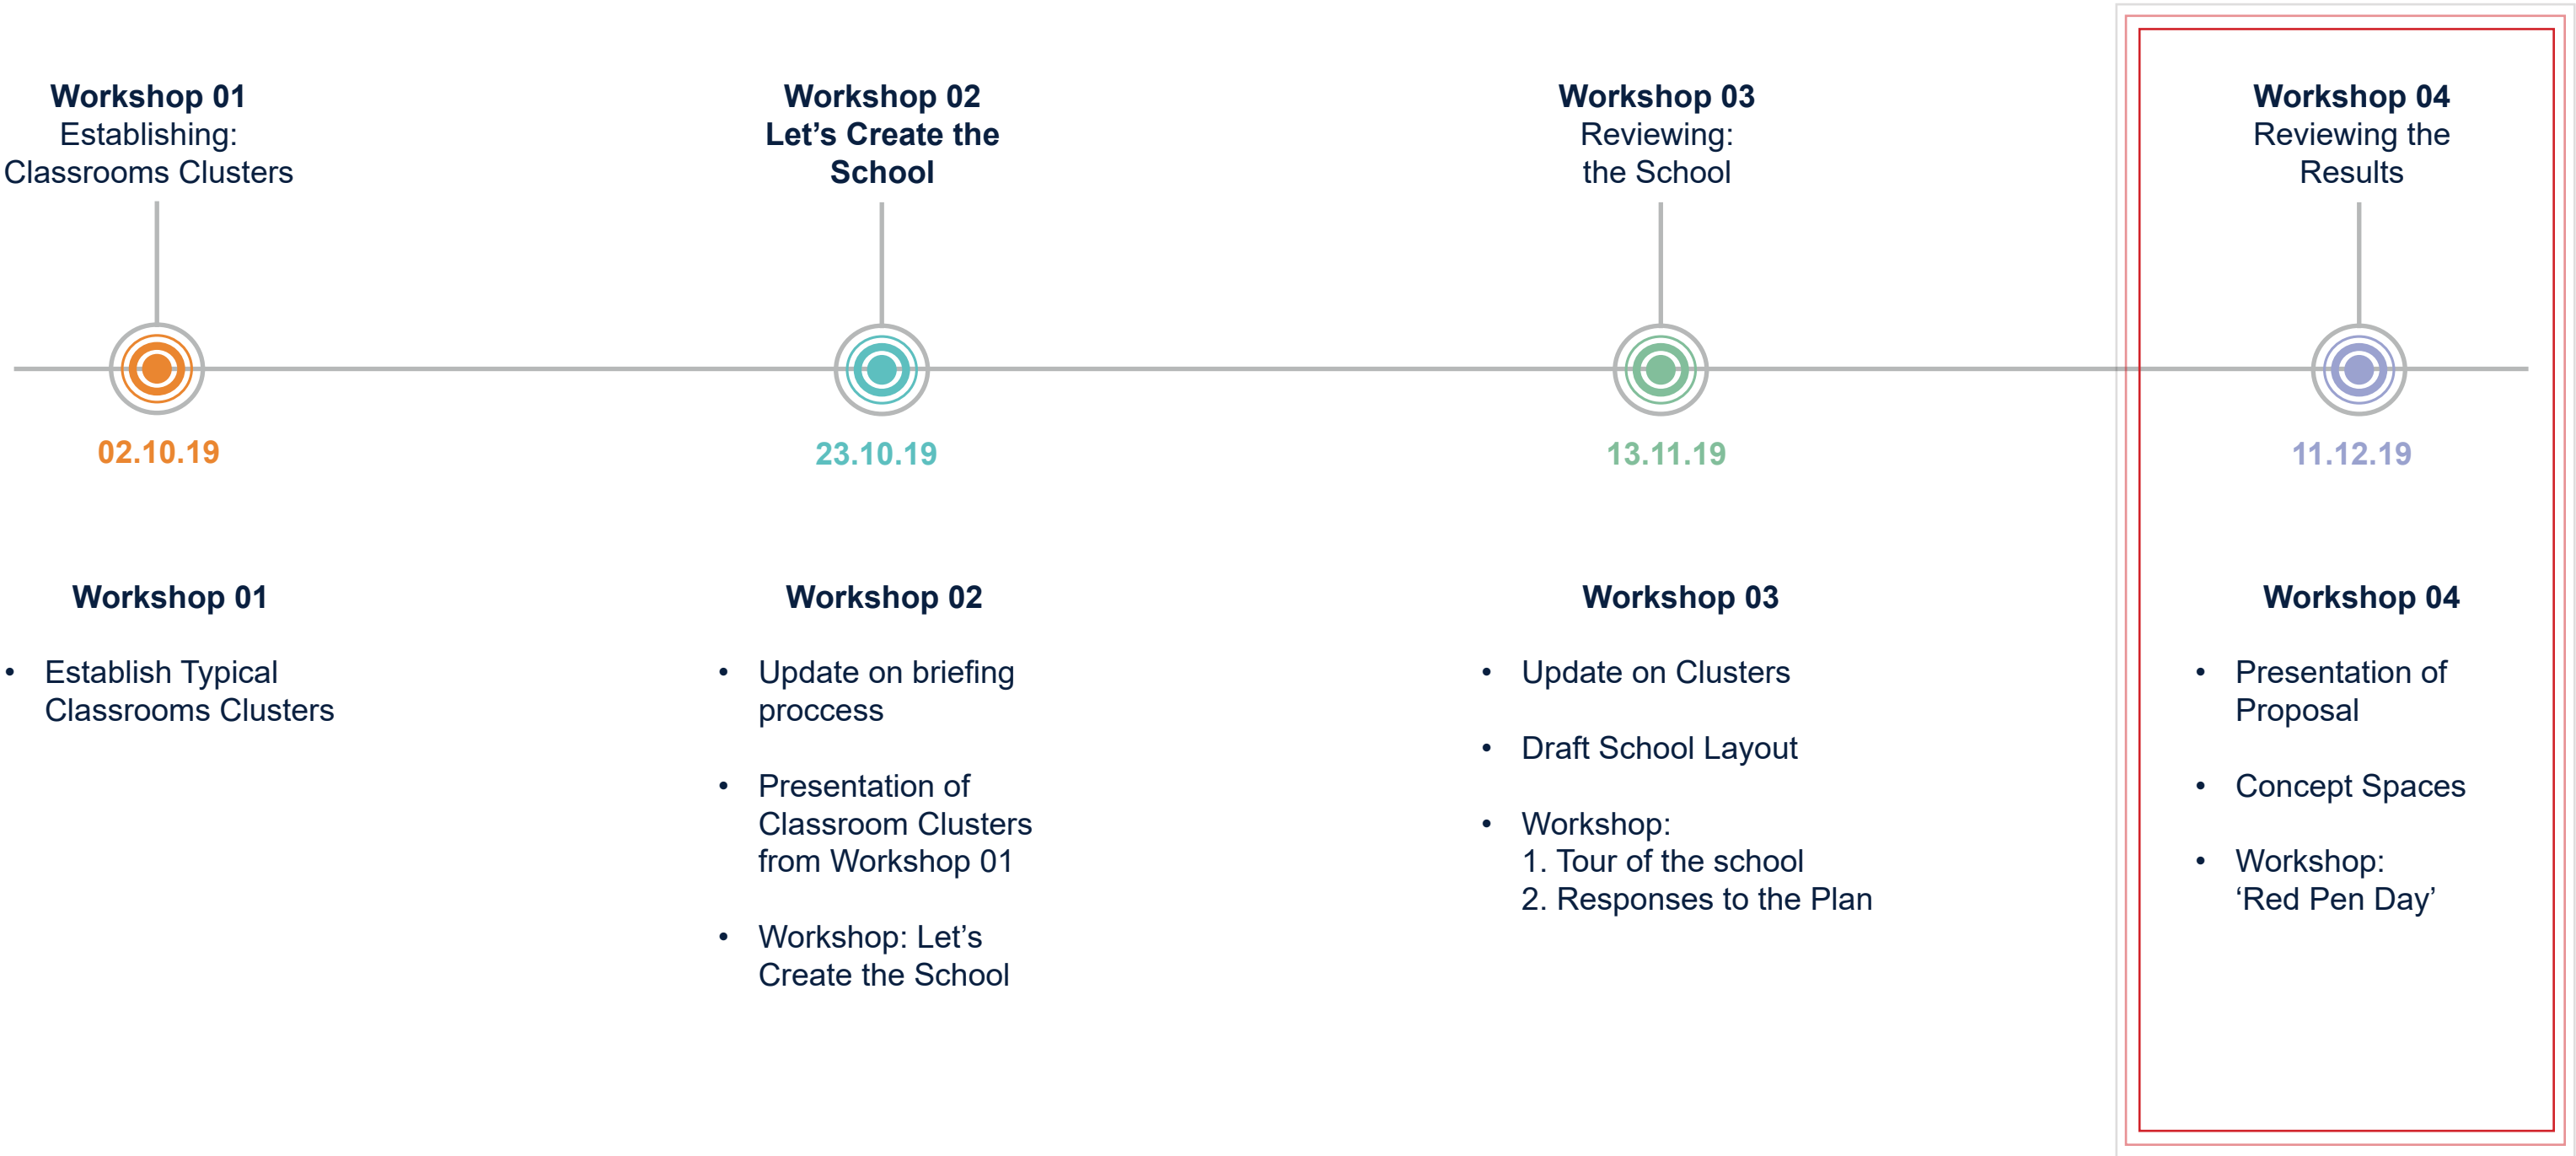 Workshop 01
Establishing:
Classrooms Clusters
Workshop 02
Let’s Create the
School
Workshop 03
Reviewing:
the School
Workshop 04
Reviewing the
Results
02.10.19
23.10.19
13.11.19
11.12.19
Workshop 01
• Establish Typical
Classrooms Clusters
Workshop 02
• Update on briefing
proccess
• Presentation of
Classroom Clusters
from Workshop 01
• Workshop: Let’s
Create the School
Workshop 03
• Update on Clusters
• Draft School Layout
• Workshop:
1. Tour of the school
2. Responses to the Plan
Workshop 04
• Presentation of
Proposal
• Concept Spaces
• Workshop:
‘Red Pen Day’